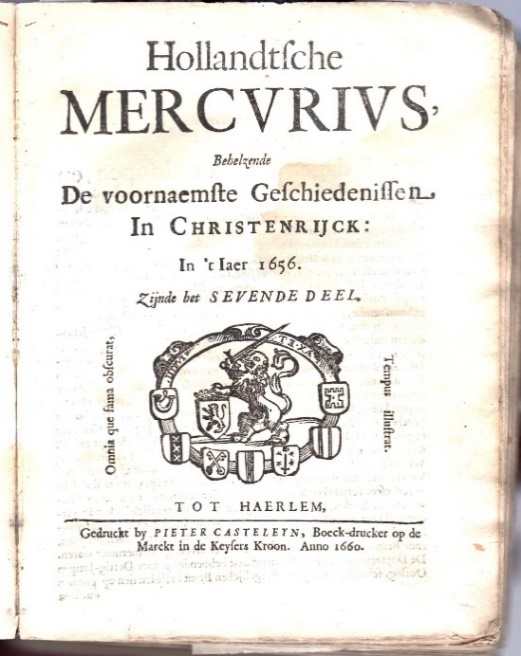 Hollandtſche
MERCVRIVS,
Behelzende
De voornaemſte Geſchiedeniſſen
In CHRISTENRIJCK:
In 't Iaer 1656.
Zijnde het SEVENDE DEEL.
Omnia que fama obſcurat,
Tempus illuſtrat.
TOT HAERLEM,
Gedruckt by PIETER CASTELEYN, Boeck-drucker op de
Marckt in de Keyſers Kroon. Anno 1660.